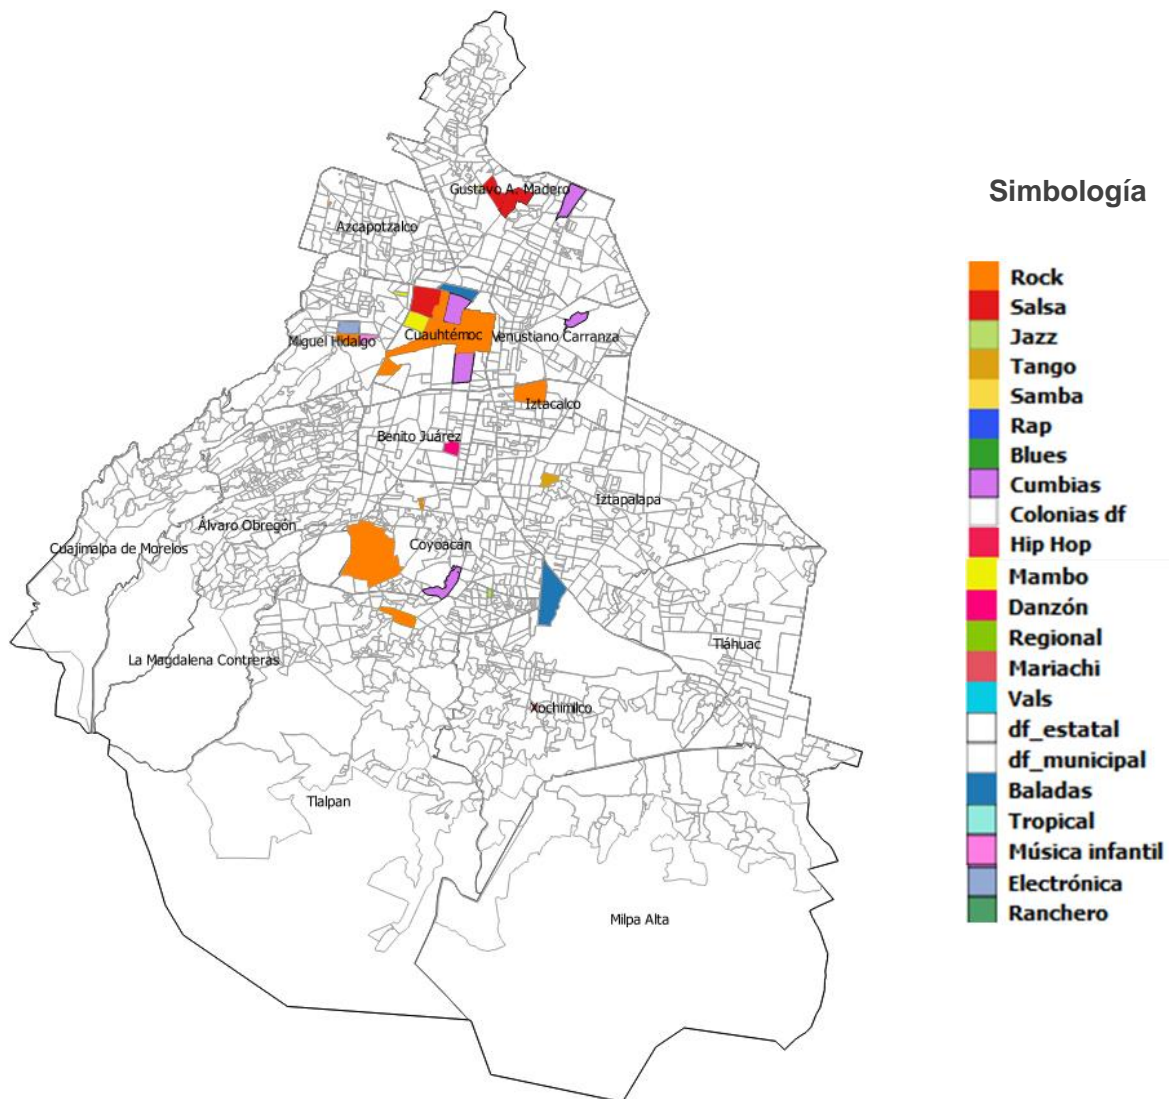 Simbología
Gustavo A. Madero
Azcapotzalco
Miguel Hidalgo
Cuauhtémoc
Venustiano Carranza
Iztacalco
Benito Juárez
Iztapalapa
Álvaro Obregón
Cuajimalpa de Morelos
Coyoacán
La Magdalena Contreras
Tláhuac
Xochimilco
Tlalpan
Milpa Alta
Rock
Salsa
Jazz
Tango
Samba
Rap
Blues
Cumbias
Colonias df
Hip Hop
Mambo
Danzón
Regional
Mariachi
Vals
df_estatal
df_municipal
Baladas
Tropical
Música infantil
Electrónica
Ranchero